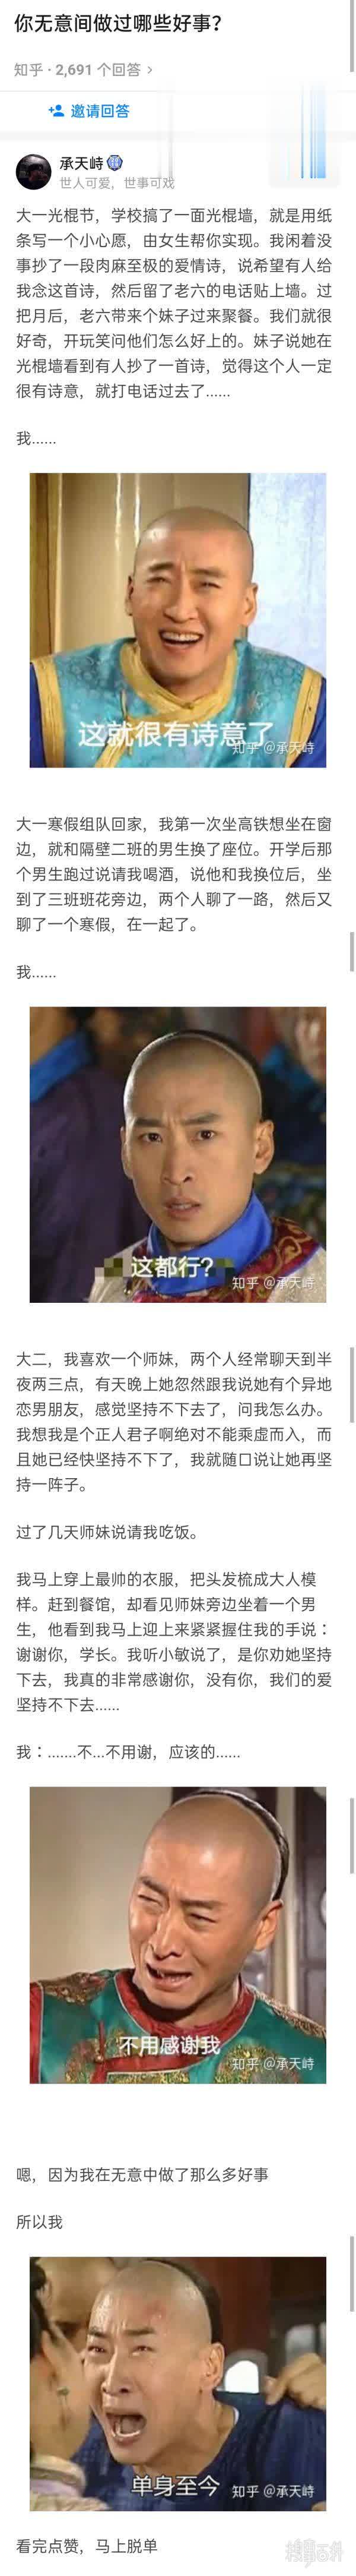 你无意间做过哪些好事?
知乎 · 2,691 个回答 >
邀请回答
承天峙
世人可爱，世事可戏
大一光棍节，学校搞了一面光棍墙，就是用纸
条写一个小心愿，由女生帮你实现。我闲着没
事抄了一段肉麻至极的爱情诗，说希望有人给
我念这首诗，然后留了老六的电话贴上墙。过
把月后，老六带来个妹子过来聚餐。我们就很
好奇，开玩笑问他们怎么好上的。妹子说她在
光棍墙看到有人抄了一首诗，觉得这个人一定
很有诗意，就打电话过去了......
我......
这就很有诗意了
知乎 @承天峙
大一寒假组队回家，我第一次坐高铁想坐在窗
边，就和隔壁二班的男生换了座位。开学后那
个男生跑过说请我喝酒，说他和我换位后，坐
到了三班班花旁边，两个人聊了一路，然后又
聊了一个寒假，在一起了。
我......
这都行?
知乎 @承天峙
大二，我喜欢一个师妹，两个人经常聊天到半
夜两三点，有天晚上她忽然跟我说她有个异地
恋男朋友，感觉坚持不下去了，问我怎么办。
我想我是个正人君子啊绝对不能乘虚而入，而
且她已经快坚持不下了，我就随口说让她再坚
持一阵子。
过了几天师妹说请我吃饭。
我马上穿上最帅的衣服，把头发梳成大人模
样。赶到餐馆，却看见师妹旁边坐着一个男
生，他看到我马上迎上来紧紧握住我的手说：
谢谢你，学长。我听小敏说了，是你劝她坚持
下去，我真的非常感谢你，没有你，我们的爱
坚持不下去......
我：.......不...不用谢，应该的......
不用感谢我
知乎 @承天峙
嗯，因为我在无意中做了那么多好事
所以我
单身至今
知乎 @承天峙
看完点赞，马上脱单
糗事百科